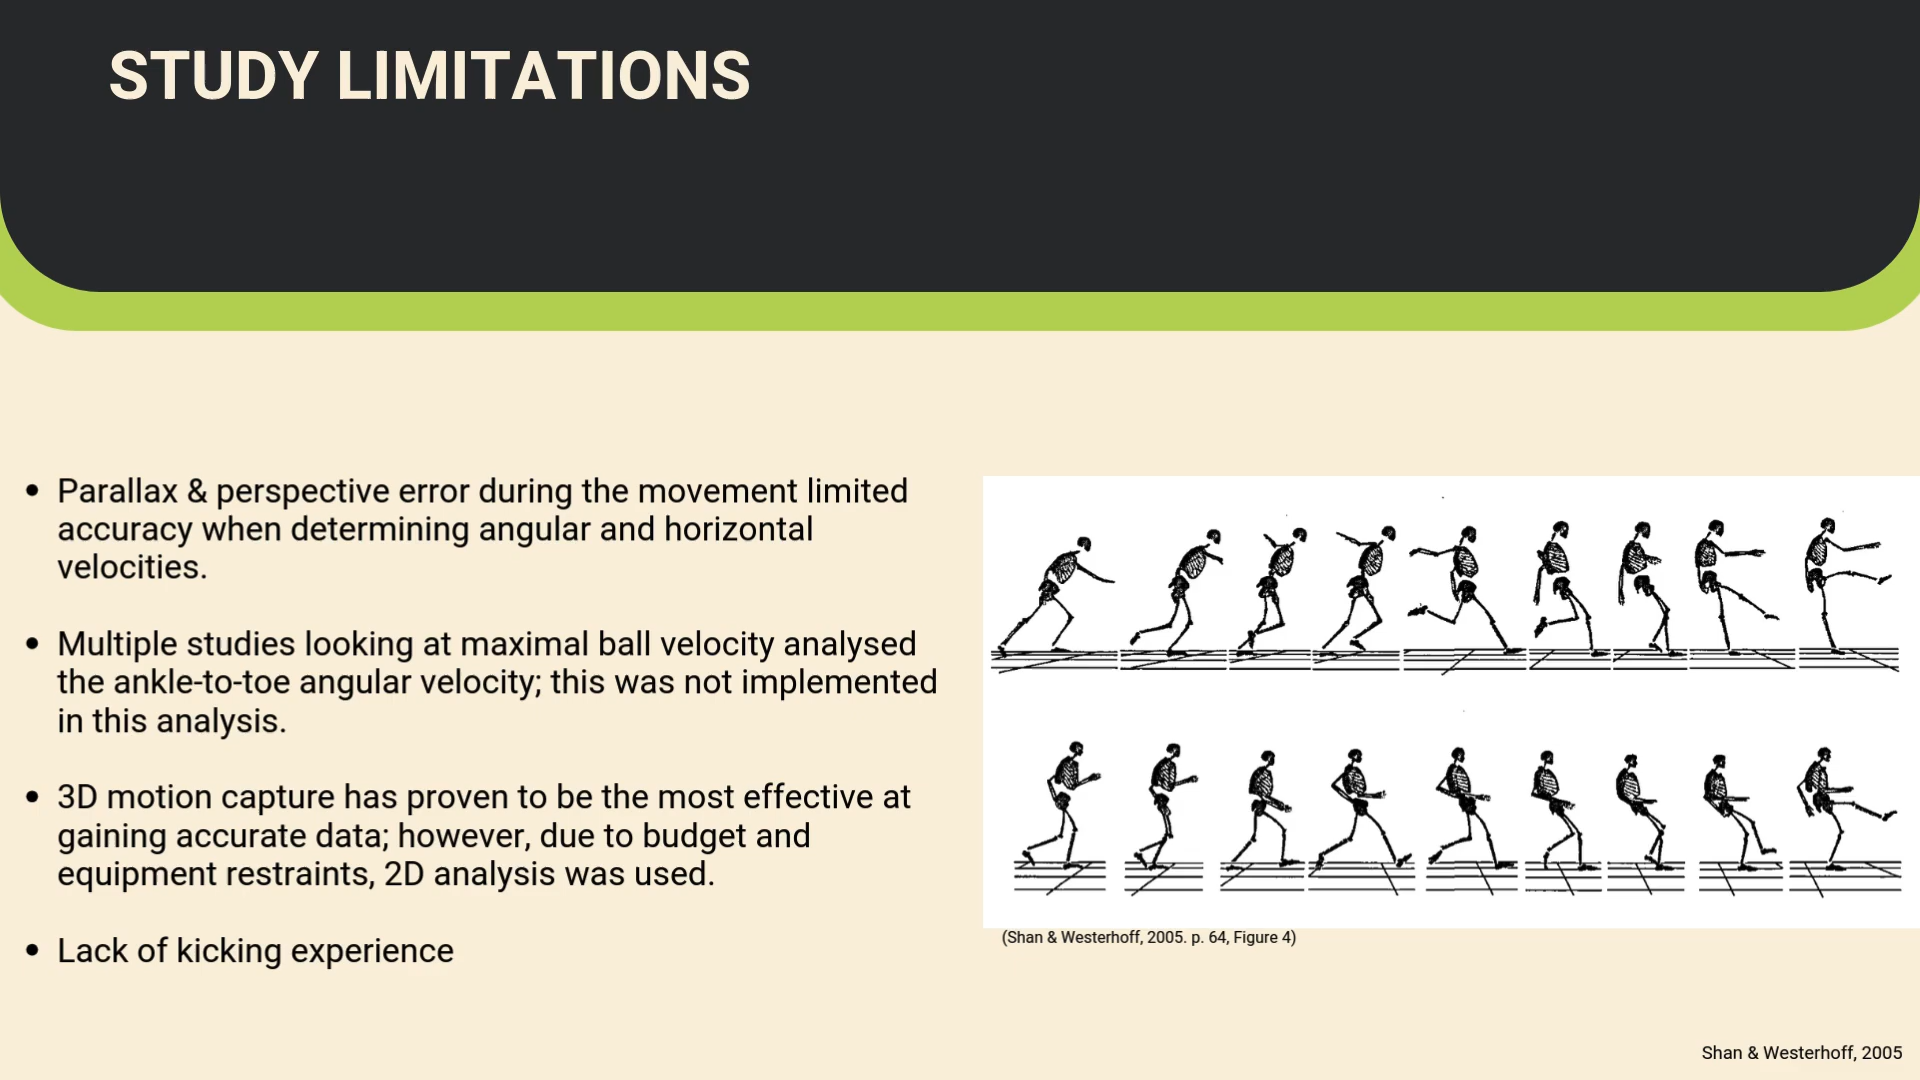 STUDY LIMITATIONS
• Parallax & perspective error during the movement limited
accuracy when determining angular and horizontal
velocities.
• Multiple studies looking at maximal ball velocity analysed
the ankle-to-toe angular velocity; this was not implemented
in this analysis.
• 3D motion capture has proven to be the most effective at
gaining accurate data; however, due to budget and
equipment restraints, 2D analysis was used.
• Lack of kicking experience
(Shan & Westerhoff, 2005. p. 64, Figure 4)
Shan & Westerhoff, 2005